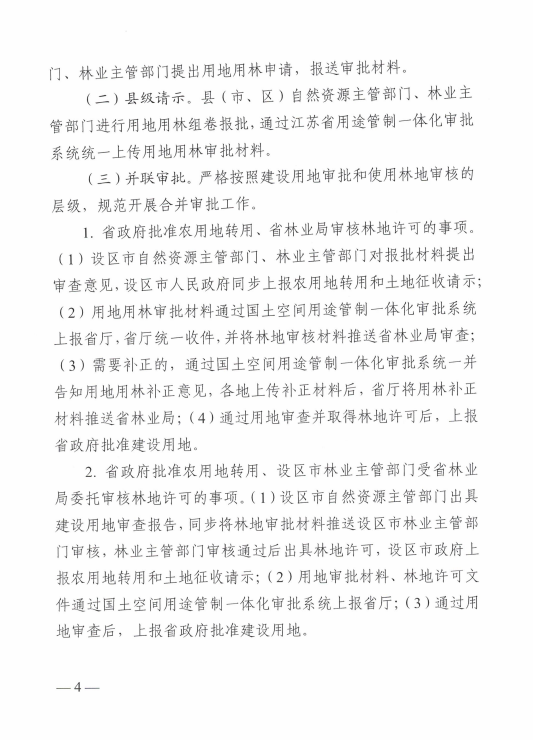 门、林业主管部门提出用地用林申请，报送审批材料。
（二）县级请示。县（市、区）自然资源主管部门、林业主
管部门进行用地用林组卷报批，通过江苏省用途管制一体化审批
系统统一上传用地用林审批材料。
（三）并联审批。严格按照建设用地审批和使用林地审核的
层级，规范开展合并审批工作。
1. 省政府批准农用地转用、省林业局审核林地许可的事项。
（1）设区市自然资源主管部门、林业主管部门对报批材料提出
审查意见，设区市人民政府同步上报农用地转用和土地征收请示；
（2）用地用林审批材料通过国土空间用途管制一体化审批系统
上报省厅，省厅统一收件，并将林地审核材料推送省林业局审查；
（3）需要补正的，通过国土空间用途管制一体化审批系统一并
告知用地用林补正意见，各地上传补正材料后，省厅将用林补正
材料推送省林业局；（4）通过用地审查并取得林地许可后，上报
省政府批准建设用地。
2. 省政府批准农用地转用、设区市林业主管部门受省林业
局委托审核林地许可的事项。（1）设区市自然资源主管部门出具
建设用地审查报告，同步将林地审批材料推送设区市林业主管部
门审核，林业主管部门审核通过后出具林地许可，设区市政府上
报农用地转用和土地征收请示；（2）用地审批材料、林地许可文
件通过国土空间用途管制一体化审批系统上报省厅；（3）通过用
地审查后，上报省政府批准建设用地。
— 4 —